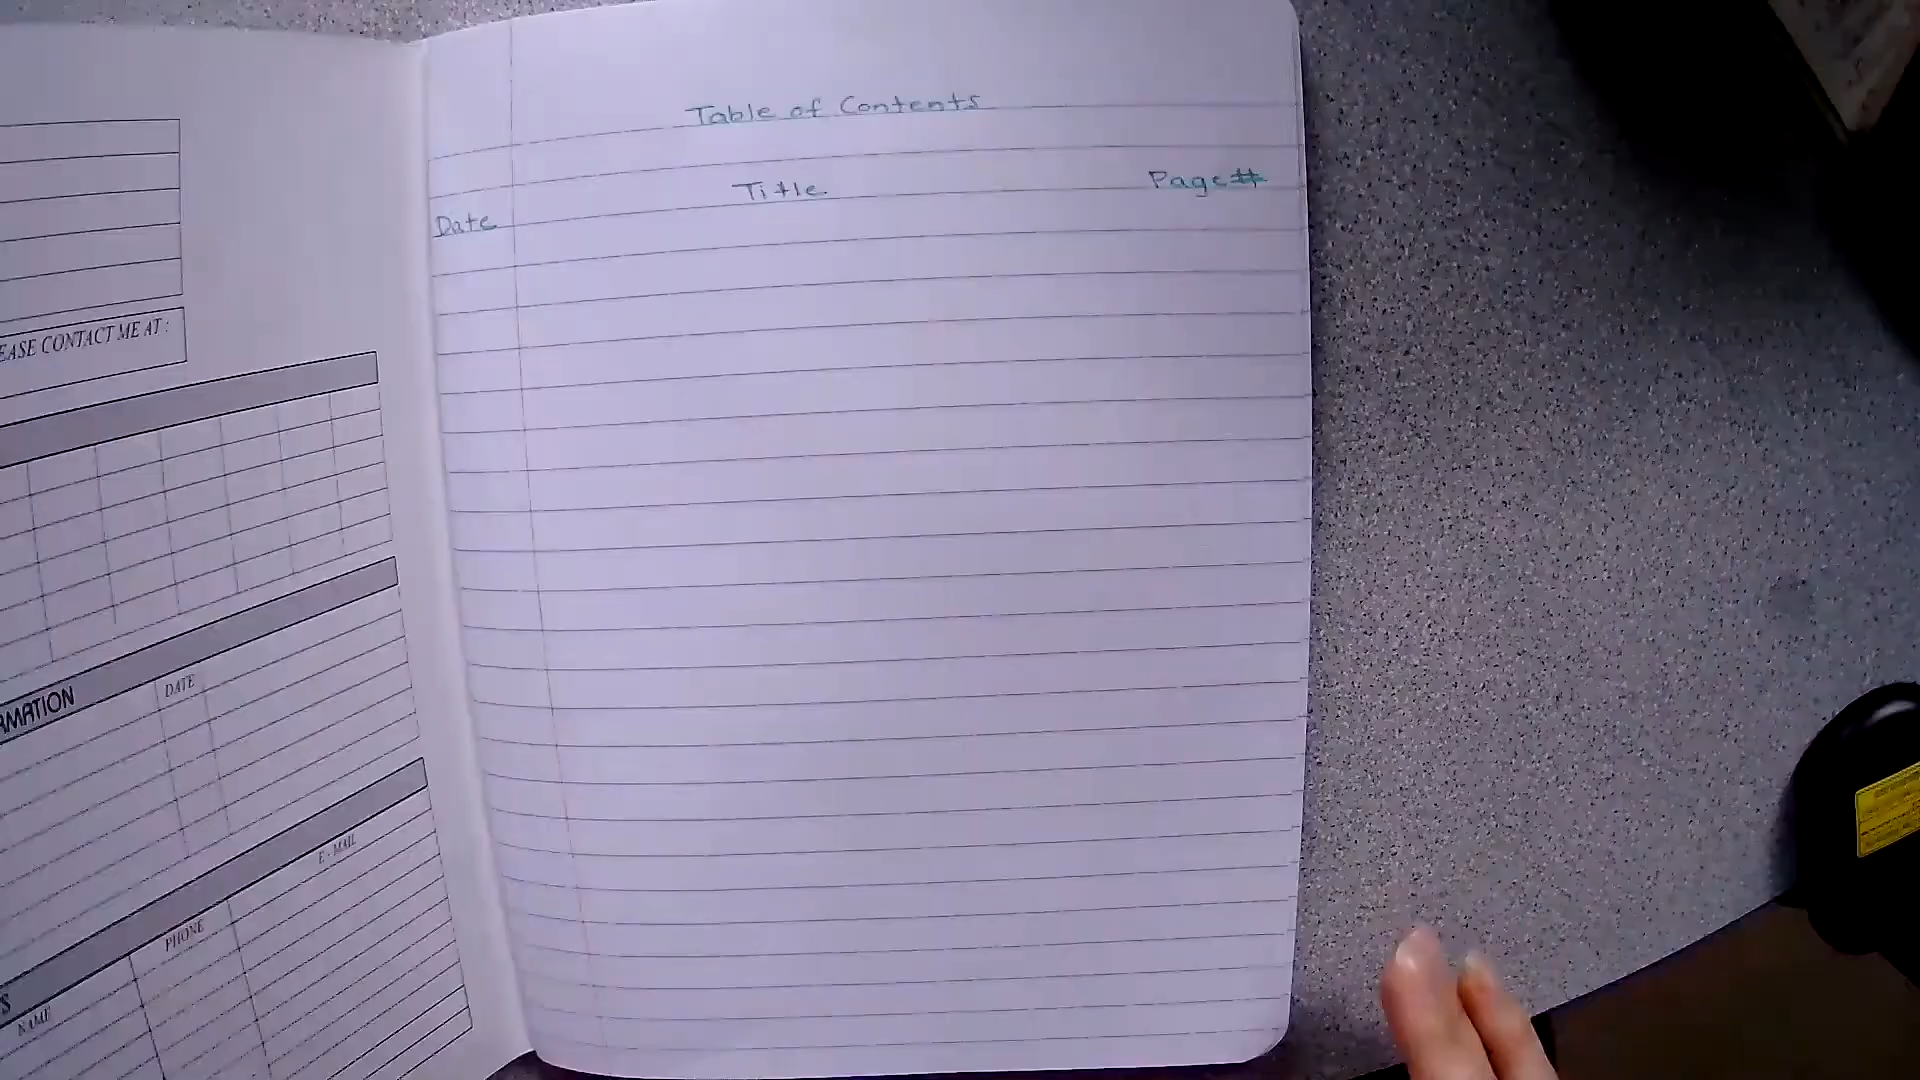 EASE CONTACT ME AT :
AMATION
DATE
PHONE
E - MAIL
S
NAME
Table of Contents
Title
Page#
Date